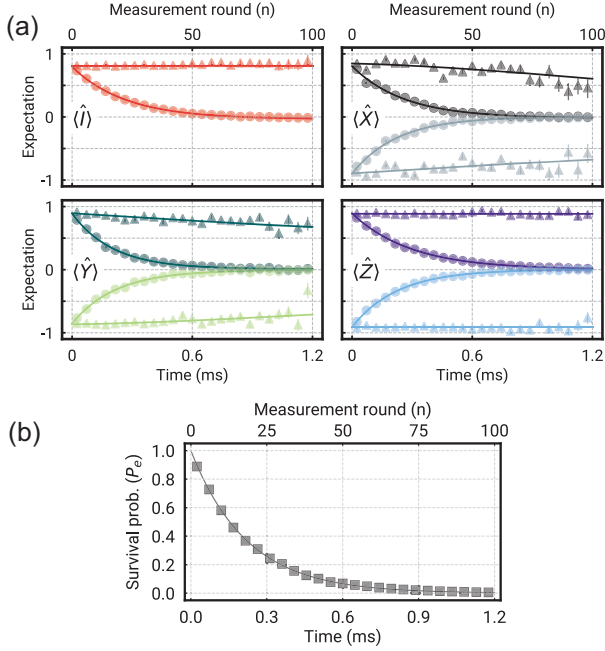 (a)
Measurement round (n)
Measurement round (n)
0 50 100
0 50 100
Expectation
1
0
-1
⟨Î⟩
⟨X̂⟩
Expectation
1
0
-1
⟨Ŷ⟩
⟨Ẑ⟩
0 0.6 1.2
0 0.6 1.2
Time (ms)
Time (ms)
(b)
Measurement round (n)
0 25 50 75 100
Survival prob. (Pₑ)
1.0
0.8
0.6
0.4
0.2
0.0
0.0 0.3 0.6 0.9 1.2
Time (ms)